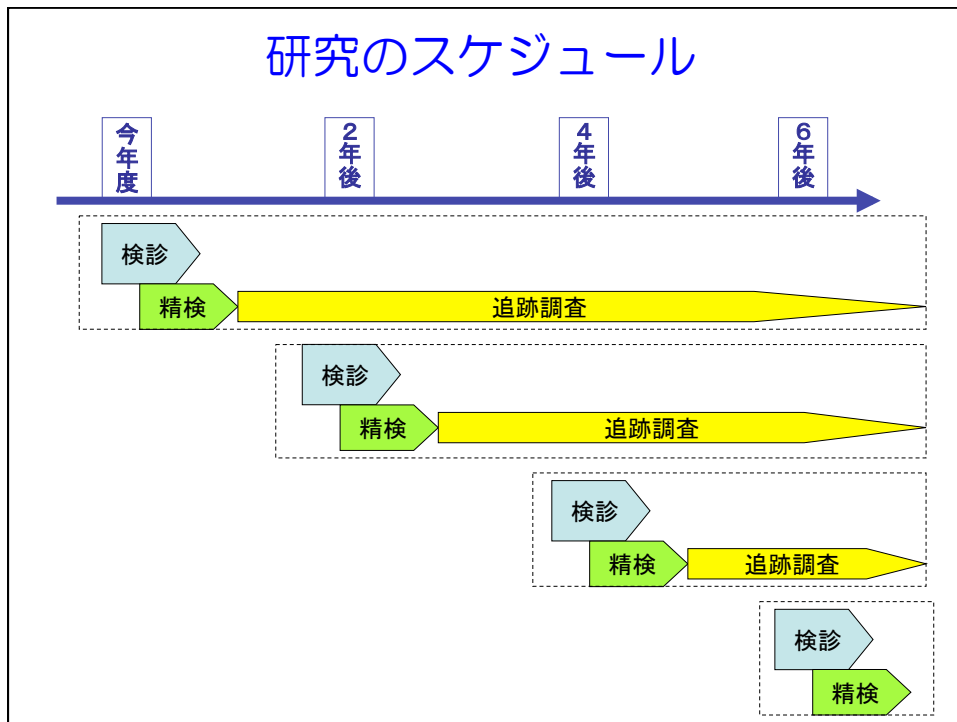 研究のスケジュール
今年度
2年後
4年後
6年後
検診
精検
追跡調査
検診
精検
追跡調査
検診
精検
追跡調査
検診
精検